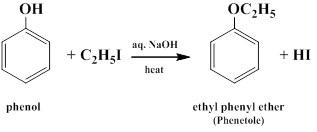 OH
+ C₂H₅I
aq. NaOH
heat
OC₂H₅
+ HI
phenol
ethyl phenyl ether
(Phenetole)